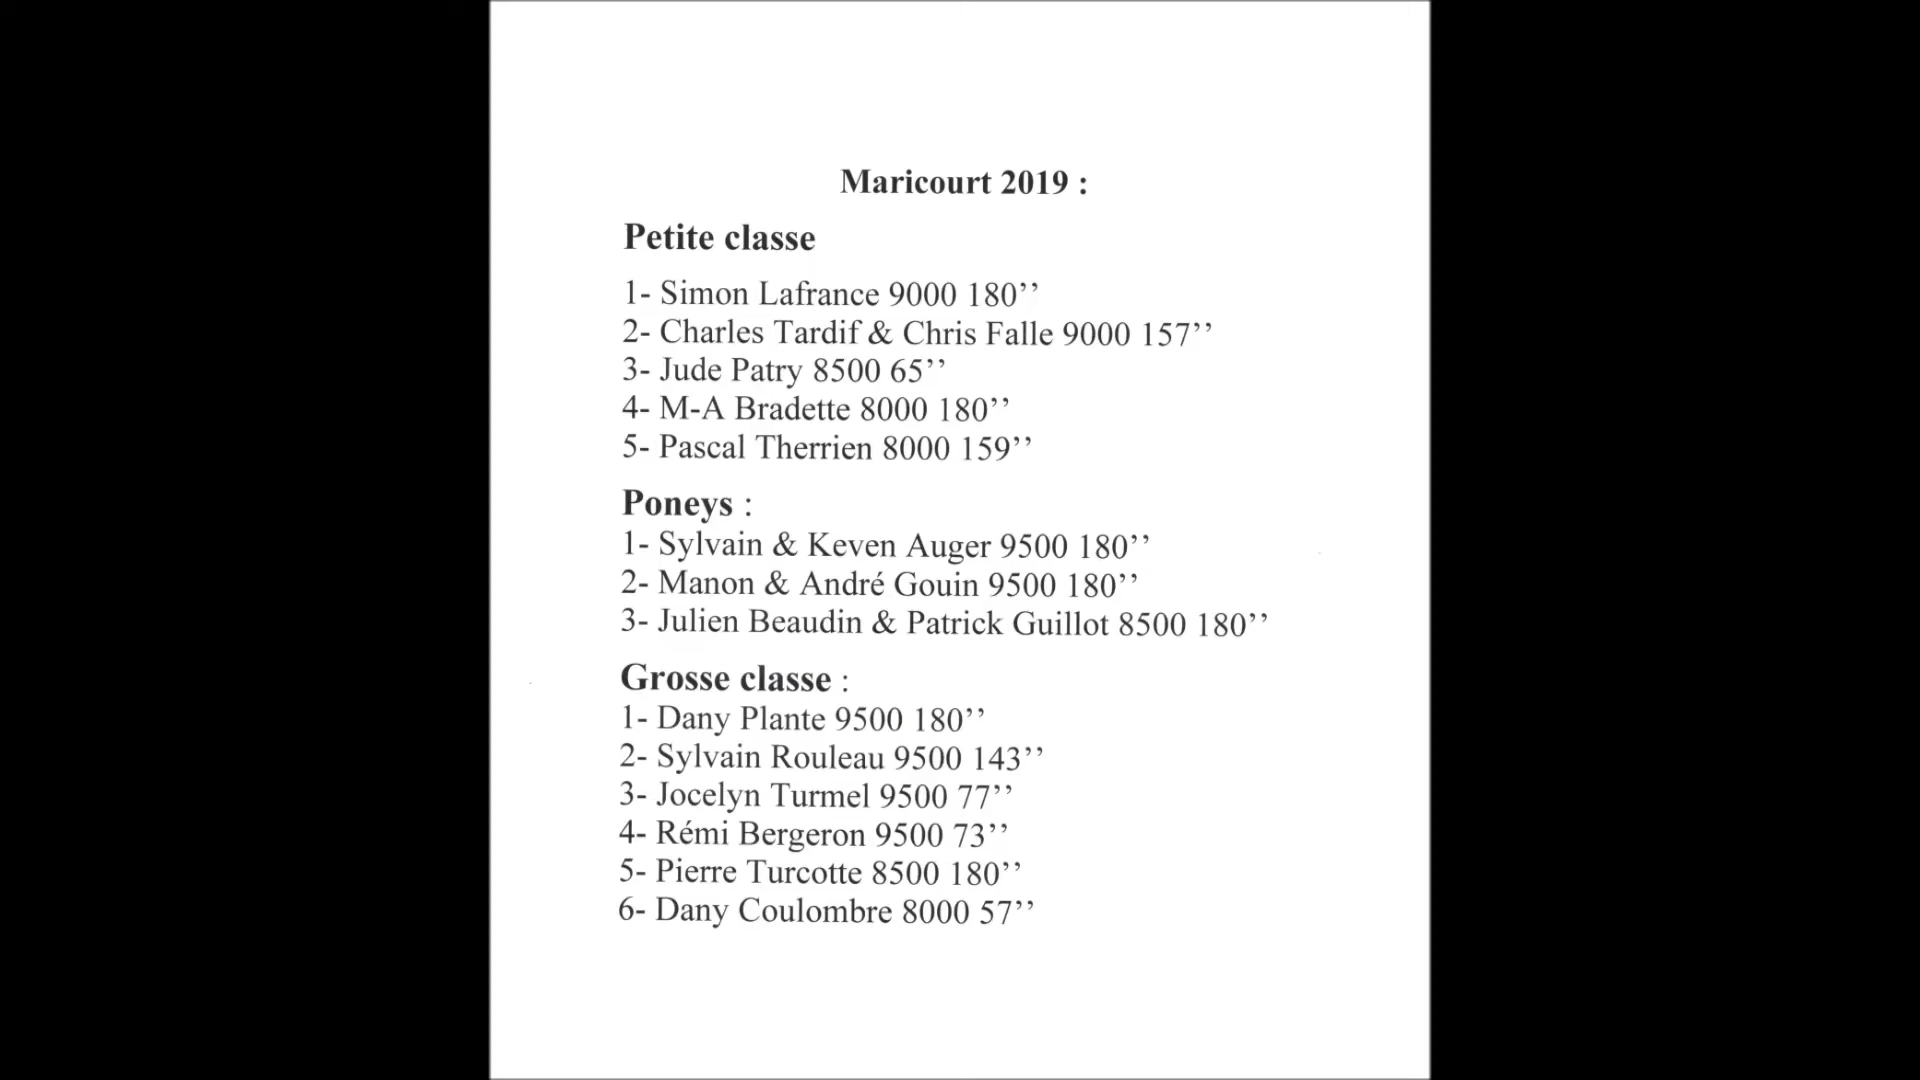 Maricourt 2019 :
Petite classe
1- Simon Lafrance 9000 180’’
2- Charles Tardif & Chris Falle 9000 157’’
3- Jude Patry 8500 65’’
4- M-A Bradette 8000 180’’
5- Pascal Therrien 8000 159’’
Poneys :
1- Sylvain & Keven Auger 9500 180’’
2- Manon & André Gouin 9500 180’’
3- Julien Beaudin & Patrick Guillot 8500 180’’
Grosse classe :
1- Dany Plante 9500 180’’
2- Sylvain Rouleau 9500 143’’
3- Jocelyn Turmel 9500 77’’
4- Rémi Bergeron 9500 73’’
5- Pierre Turcotte 8500 180’’
6- Dany Coulombre 8000 57’’